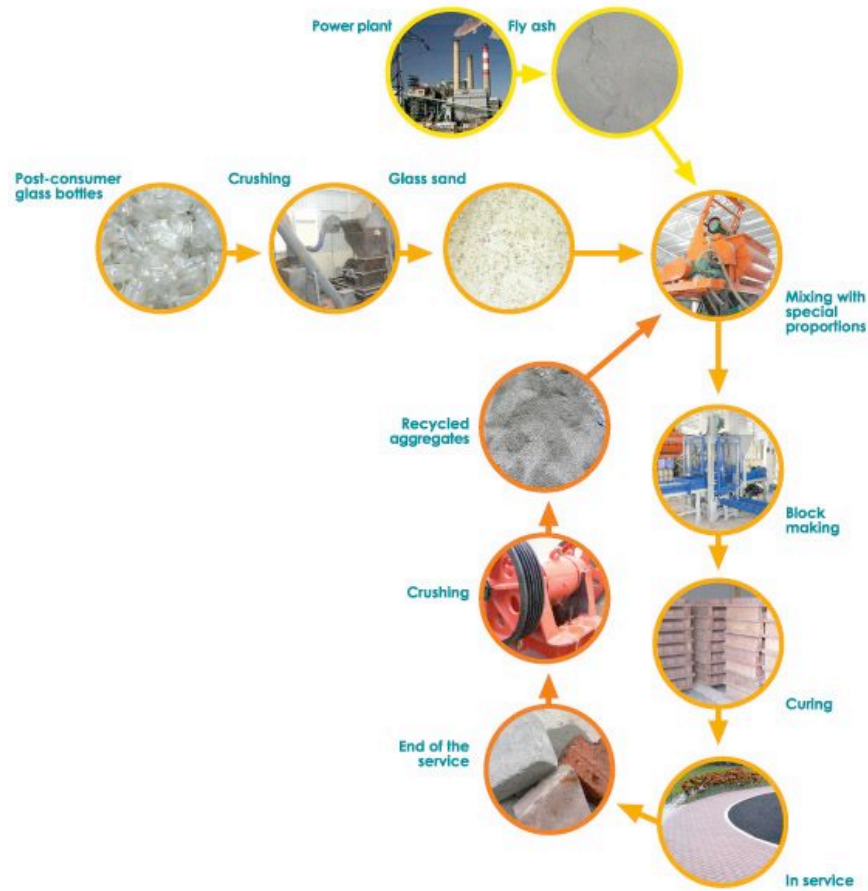 Power plant
Fly ash
Post-consumer
glass bottles
Crushing
Glass sand
Mixing with
special
proportions
Recycled
aggregates
Block
making
Crushing
Curing
End of the
service
In service